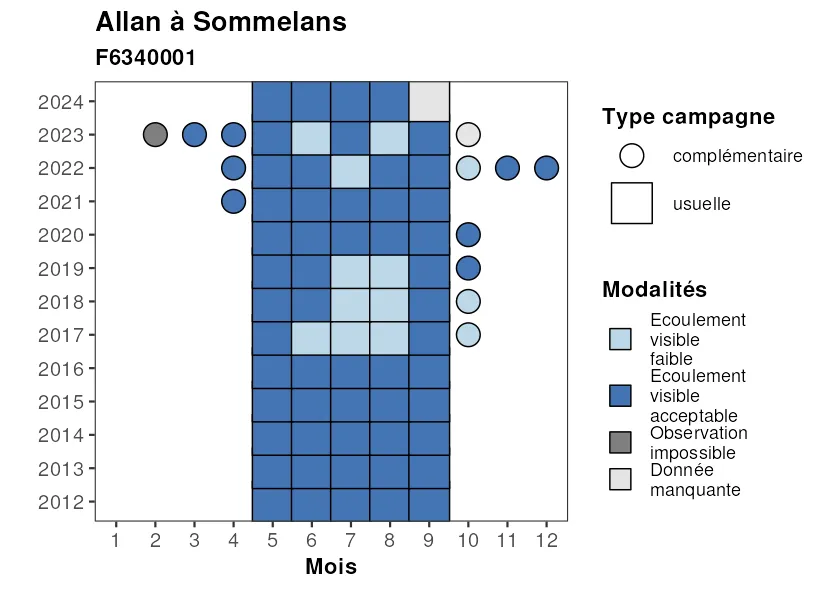 Allan à Sommelans
F6340001
2024
2023
2022
2021
2020
2019
2018
2017
2016
2015
2014
2013
2012
1 2 3 4 5 6 7 8 9 10 11 12
Mois
Type campagne
complémentaire
usuelle
Modalités
Ecoulement
visible
faible
Ecoulement
visible
acceptable
Observation
impossible
Donnée
manquante